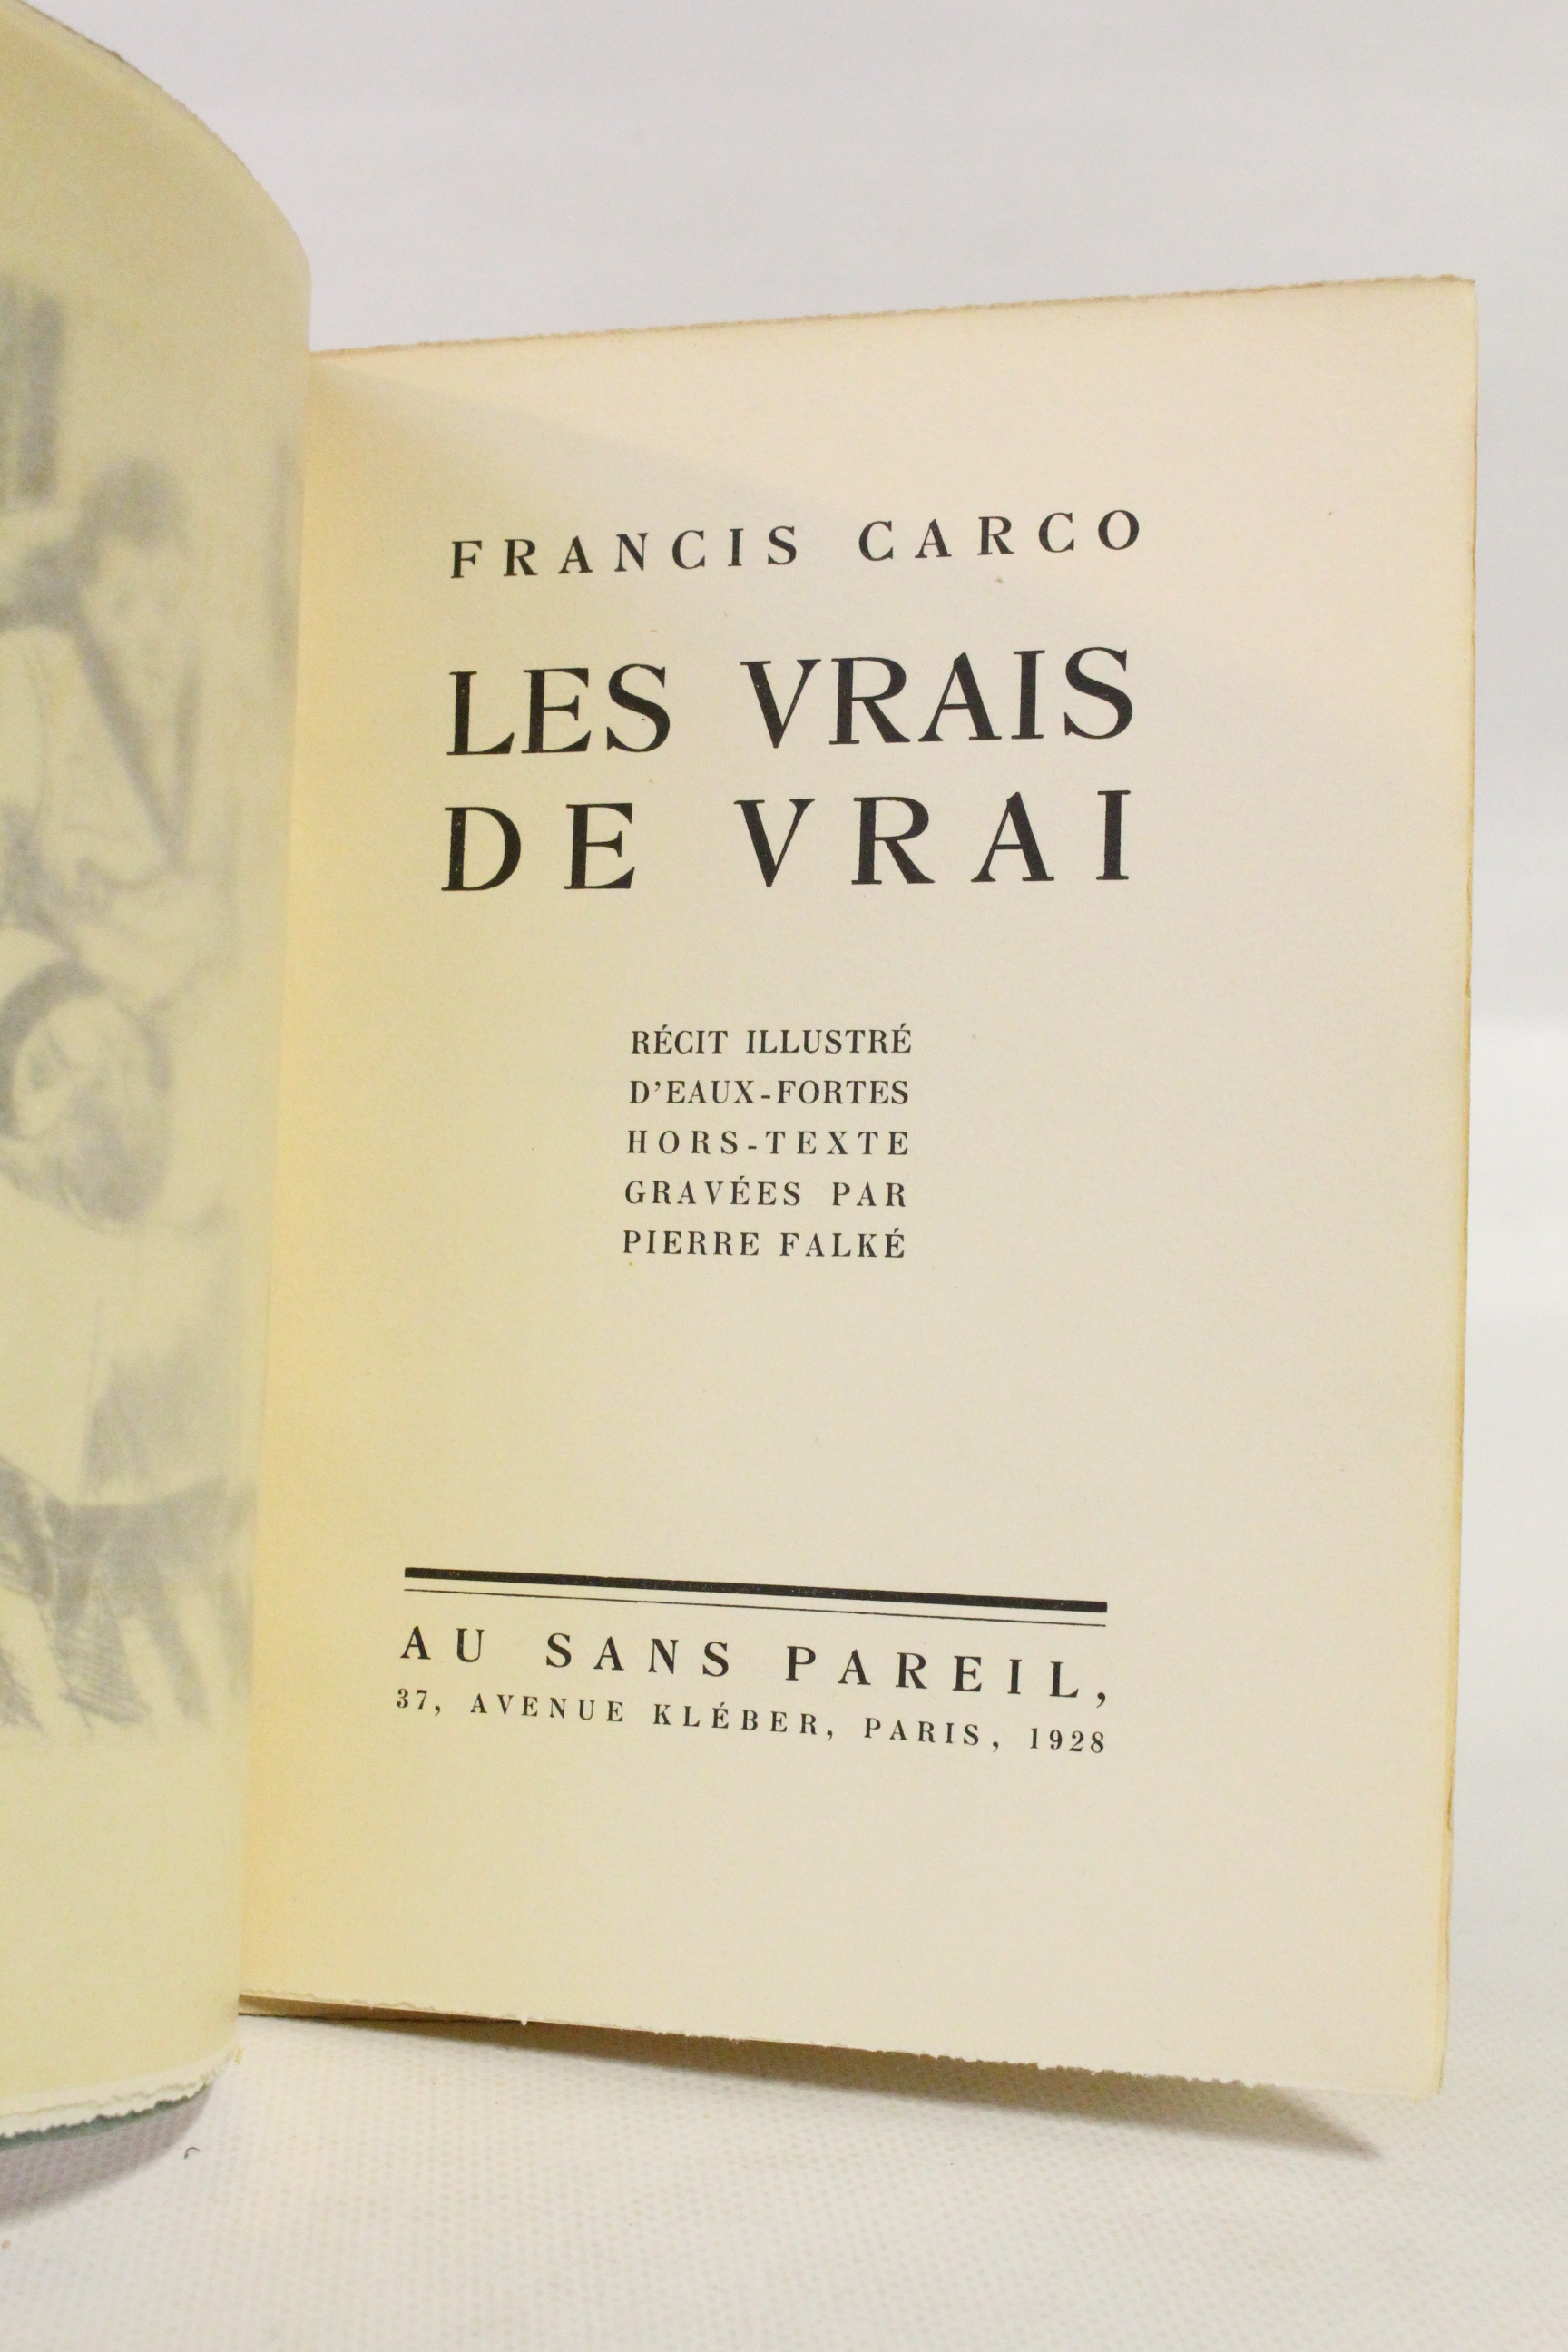 FRANCIS CARCO
LES VRAIS
DE VRAI
RÉCIT ILLUSTRÉ
D'EAUX-FORTES
HORS-TEXTE
GRAVÉES PAR
PIERRE FALKÉ
AU SANS PAREIL,
37, AVENUE KLÉBER, PARIS, 1928